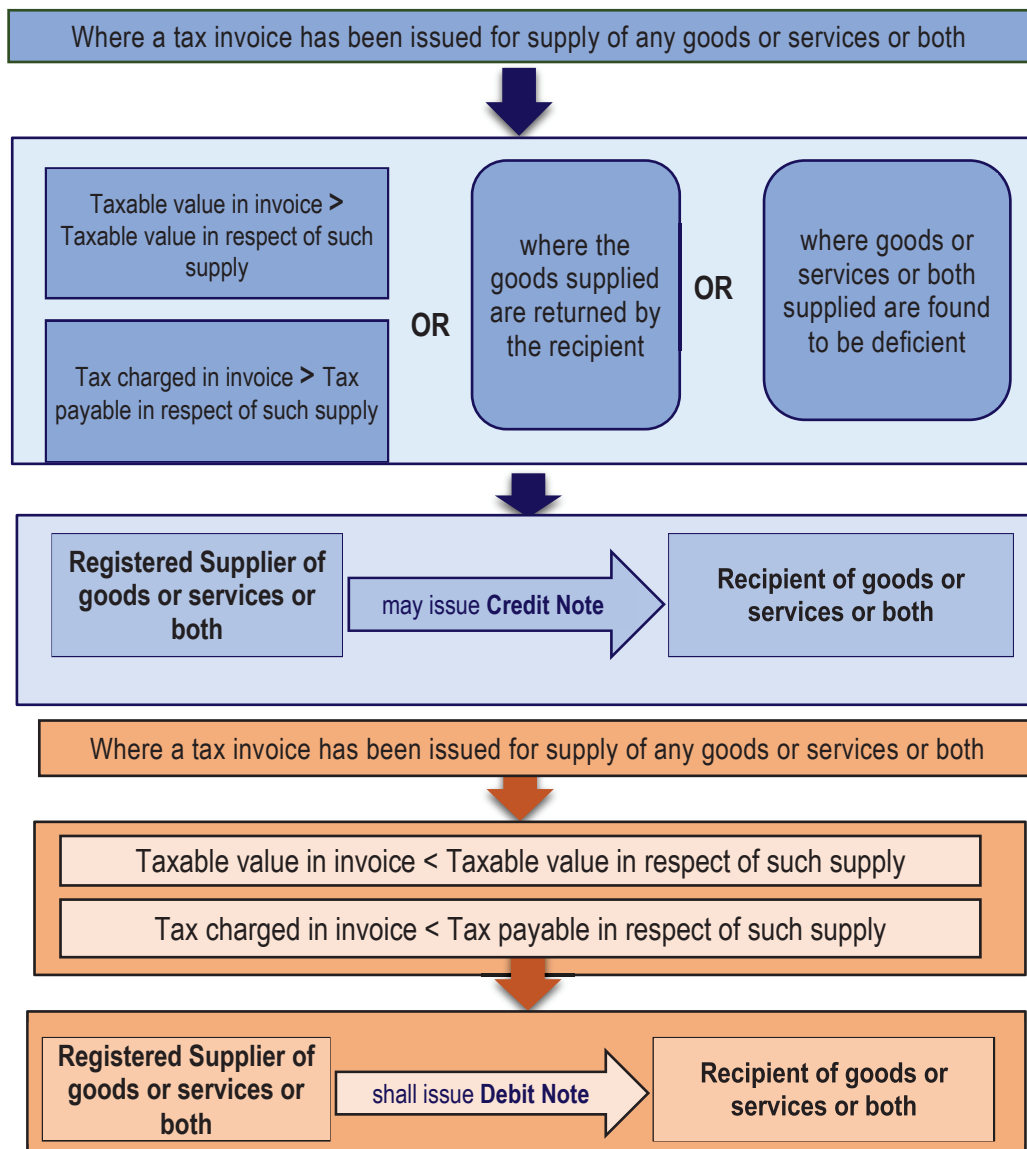 Where a tax invoice has been issued for supply of any goods or services or both
Taxable value in invoice >
Taxable value in respect of such
supply
Tax charged in invoice > Tax
payable in respect of such supply
OR
where the
goods supplied
are returned by
the recipient
OR
where goods or
services or both
supplied are found
to be deficient
Registered Supplier of
goods or services or
both
may issue Credit Note
Recipient of goods or
services or both
Where a tax invoice has been issued for supply of any goods or services or both
Taxable value in invoice < Taxable value in respect of such supply
Tax charged in invoice < Tax payable in respect of such supply
Registered Supplier of
goods or services or
both
shall issue Debit Note
Recipient of goods or
services or both